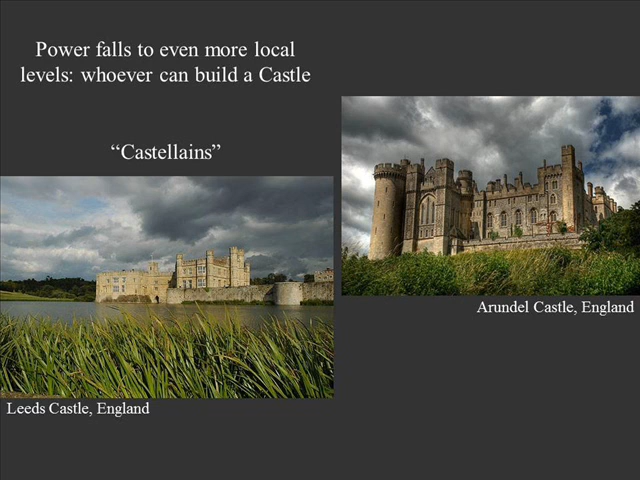 Power falls to even more local
levels: whoever can build a Castle
“Castellains”
Arundel Castle, England
Leeds Castle, England